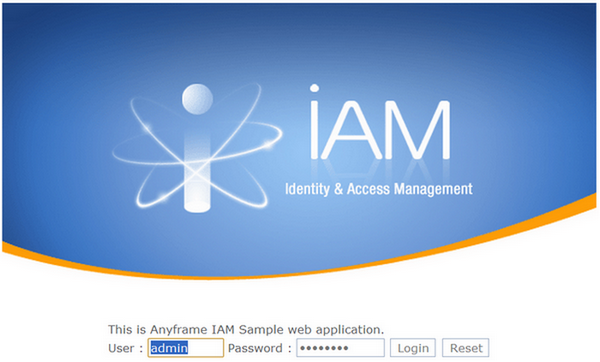 iAM
Identity & Access Management
This is Anyframe IAM Sample web application.
User : admin Password : •••••••• Login Reset